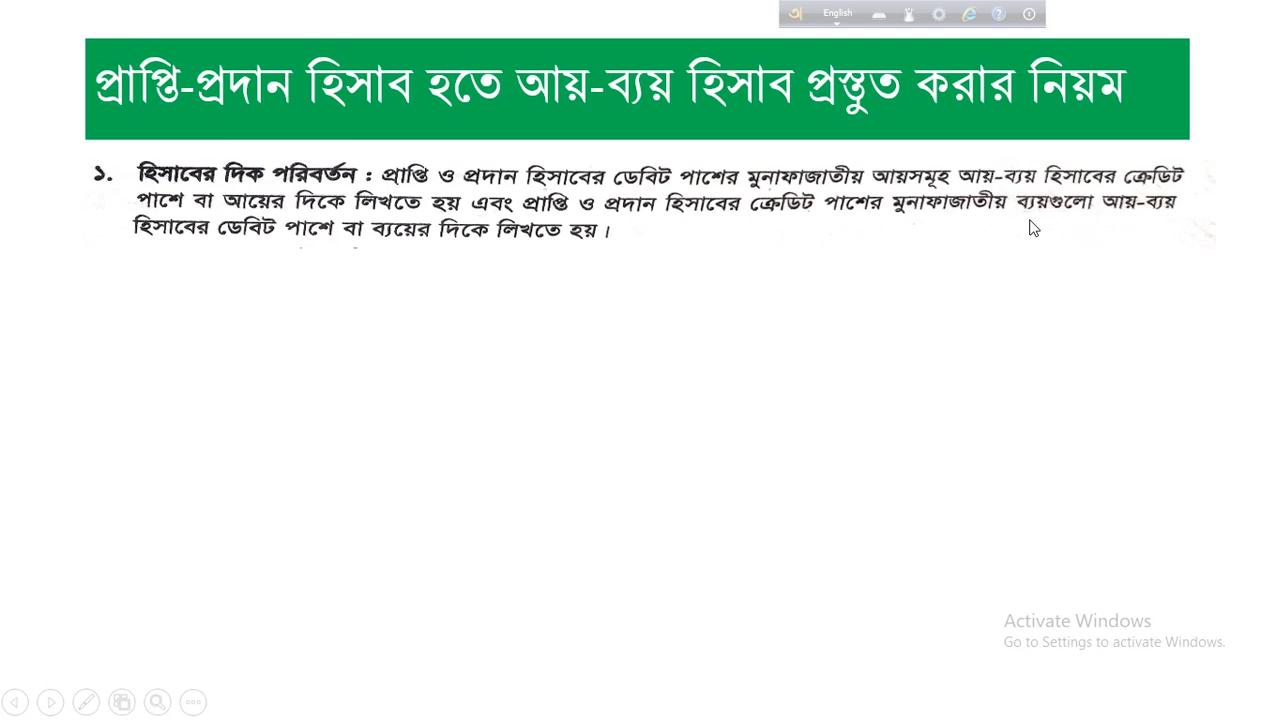 English
প্রাপ্তি-প্রদান হিসাব হতে আয়-ব্যয় হিসাব প্রস্তুত করার নিয়ম
১. হিসাবের দিক পরিবর্তন : প্রাপ্তি ও প্রদান হিসাবের ডেবিট পাশের মুনাফাজাতীয় আয়সমূহ আয়-ব্যয় হিসাবের ক্রেডিট
পাশে বা আয়ের দিকে লিখতে হয় এবং প্রাপ্তি ও প্রদান হিসাবের ক্রেডিট পাশের মুনাফাজাতীয় ব্যয়গুলো আয়-ব্যয়
হিসাবের ডেবিট পাশে বা ব্যয়ের দিকে লিখতে হয়।
Activate Windows
Go to Settings to activate Windows.